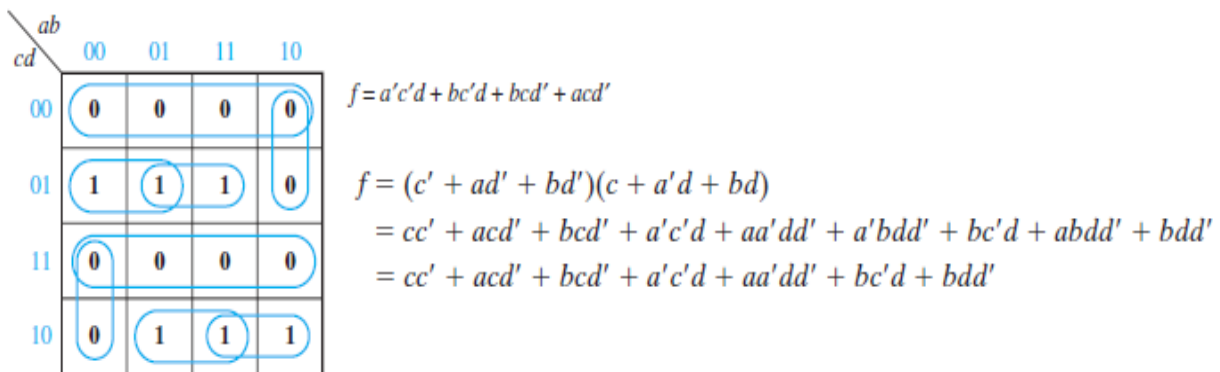 ab
cd 00 01 11 10
00 0 0 0 0 f = a′c′d + bc′d + bcd′ + acd′
01 1 1 1 0 f = (c′ + ad′ + bd′)(c + a′d + bd)
= cc′ + acd′ + bcd′ + a′c′d + aa′dd′ + a′bdd′ + bc′d + abdd′ + bdd′
11 0 0 0 0 = cc′ + acd′ + bcd′ + a′c′d + aa′dd′ + bc′d + bdd′
10 0 1 1 1